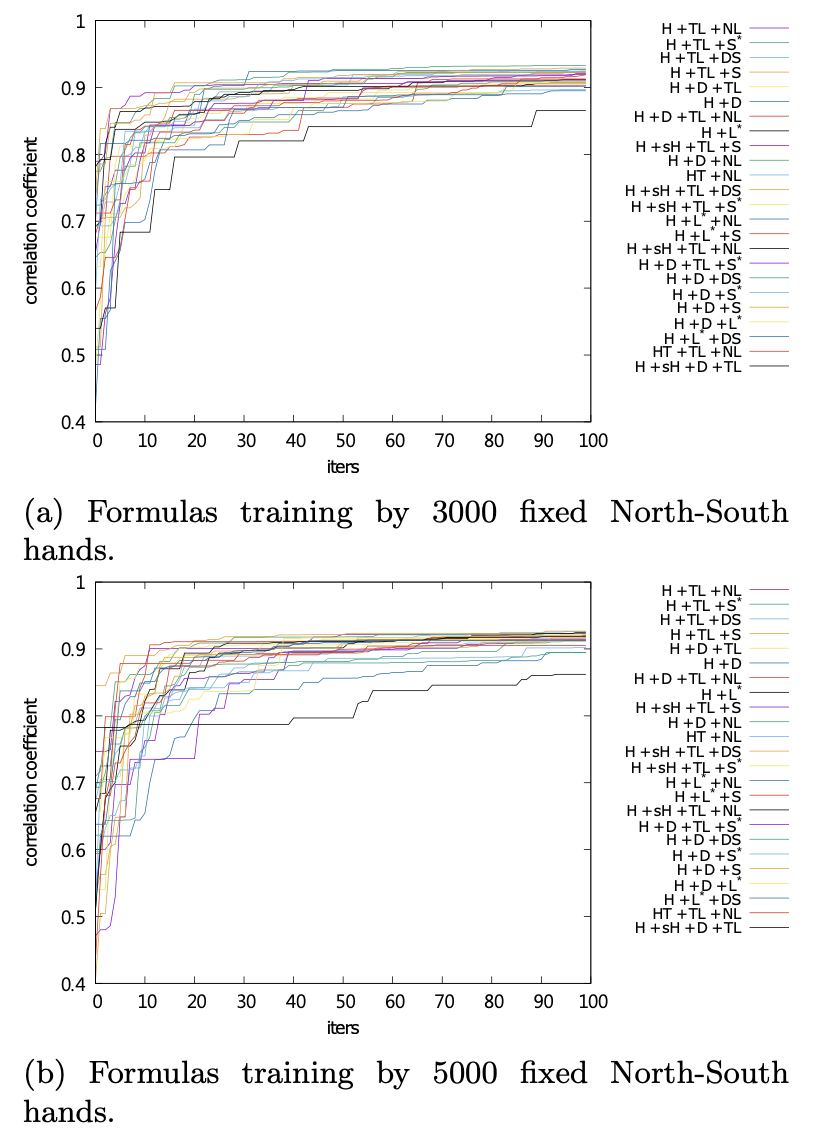 1
0.9
0.8
0.7
0.6
0.5
0.4
0 10 20 30 40 50 60 70 80 90 100
correlation coefficient
iters
H +TL +NL
H +TL +S*
H +TL +DS
H +TL +S
H +D +TL
H +D
H +D +TL +NL
H +L*
H +sH +TL +S
H +D +NL
HT +NL
H +sH +TL +DS
H +sH +TL +S*
H +L* +NL
H +L* +S
H +sH +TL +NL
H +D +TL +S*
H +D +DS
H +D +S*
H +D +S
H +D +L*
H +L* +DS
HT +TL +NL
H +sH +D +TL
(a) Formulas training by 3000 fixed North-South
hands.
1
0.9
0.8
0.7
0.6
0.5
0.4
0 10 20 30 40 50 60 70 80 90 100
correlation coefficient
iters
H +TL +NL
H +TL +S*
H +TL +DS
H +TL +S
H +D +TL
H +D
H +D +TL +NL
H +L*
H +sH +TL +S
H +D +NL
HT +NL
H +sH +TL +DS
H +sH +TL +S*
H +L* +NL
H +L* +S
H +sH +TL +NL
H +D +TL +S*
H +D +DS
H +D +S*
H +D +S
H +D +L*
H +L* +DS
HT +TL +NL
H +sH +D +TL
(b) Formulas training by 5000 fixed North-South
hands.